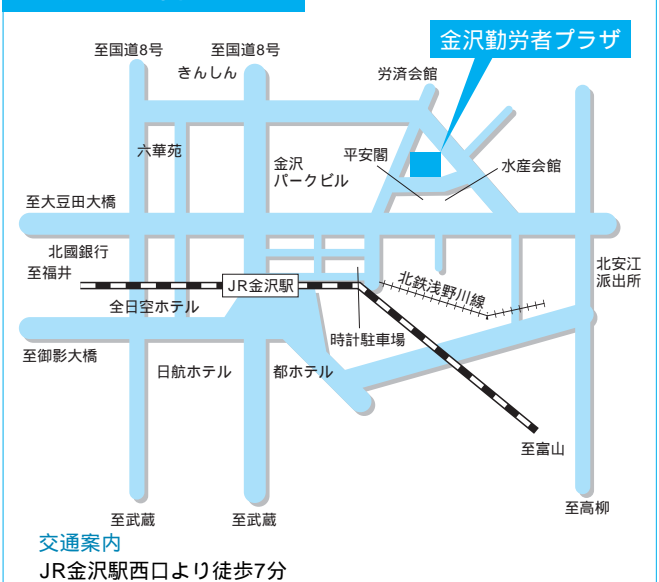 至国道8号
至国道8号
きんしん
労済会館
金沢勤労者プラザ
六華苑
金沢
パークビル
平安閣
水産会館
至大豆田大橋
北國銀行
至福井
JR金沢駅
北鉄浅野川線
北安江
派出所
全日空ホテル
時計駐車場
至御影大橋
日航ホテル
都ホテル
至富山
至武蔵
至武蔵
至高柳
交通案内
JR金沢駅西口より徒歩7分